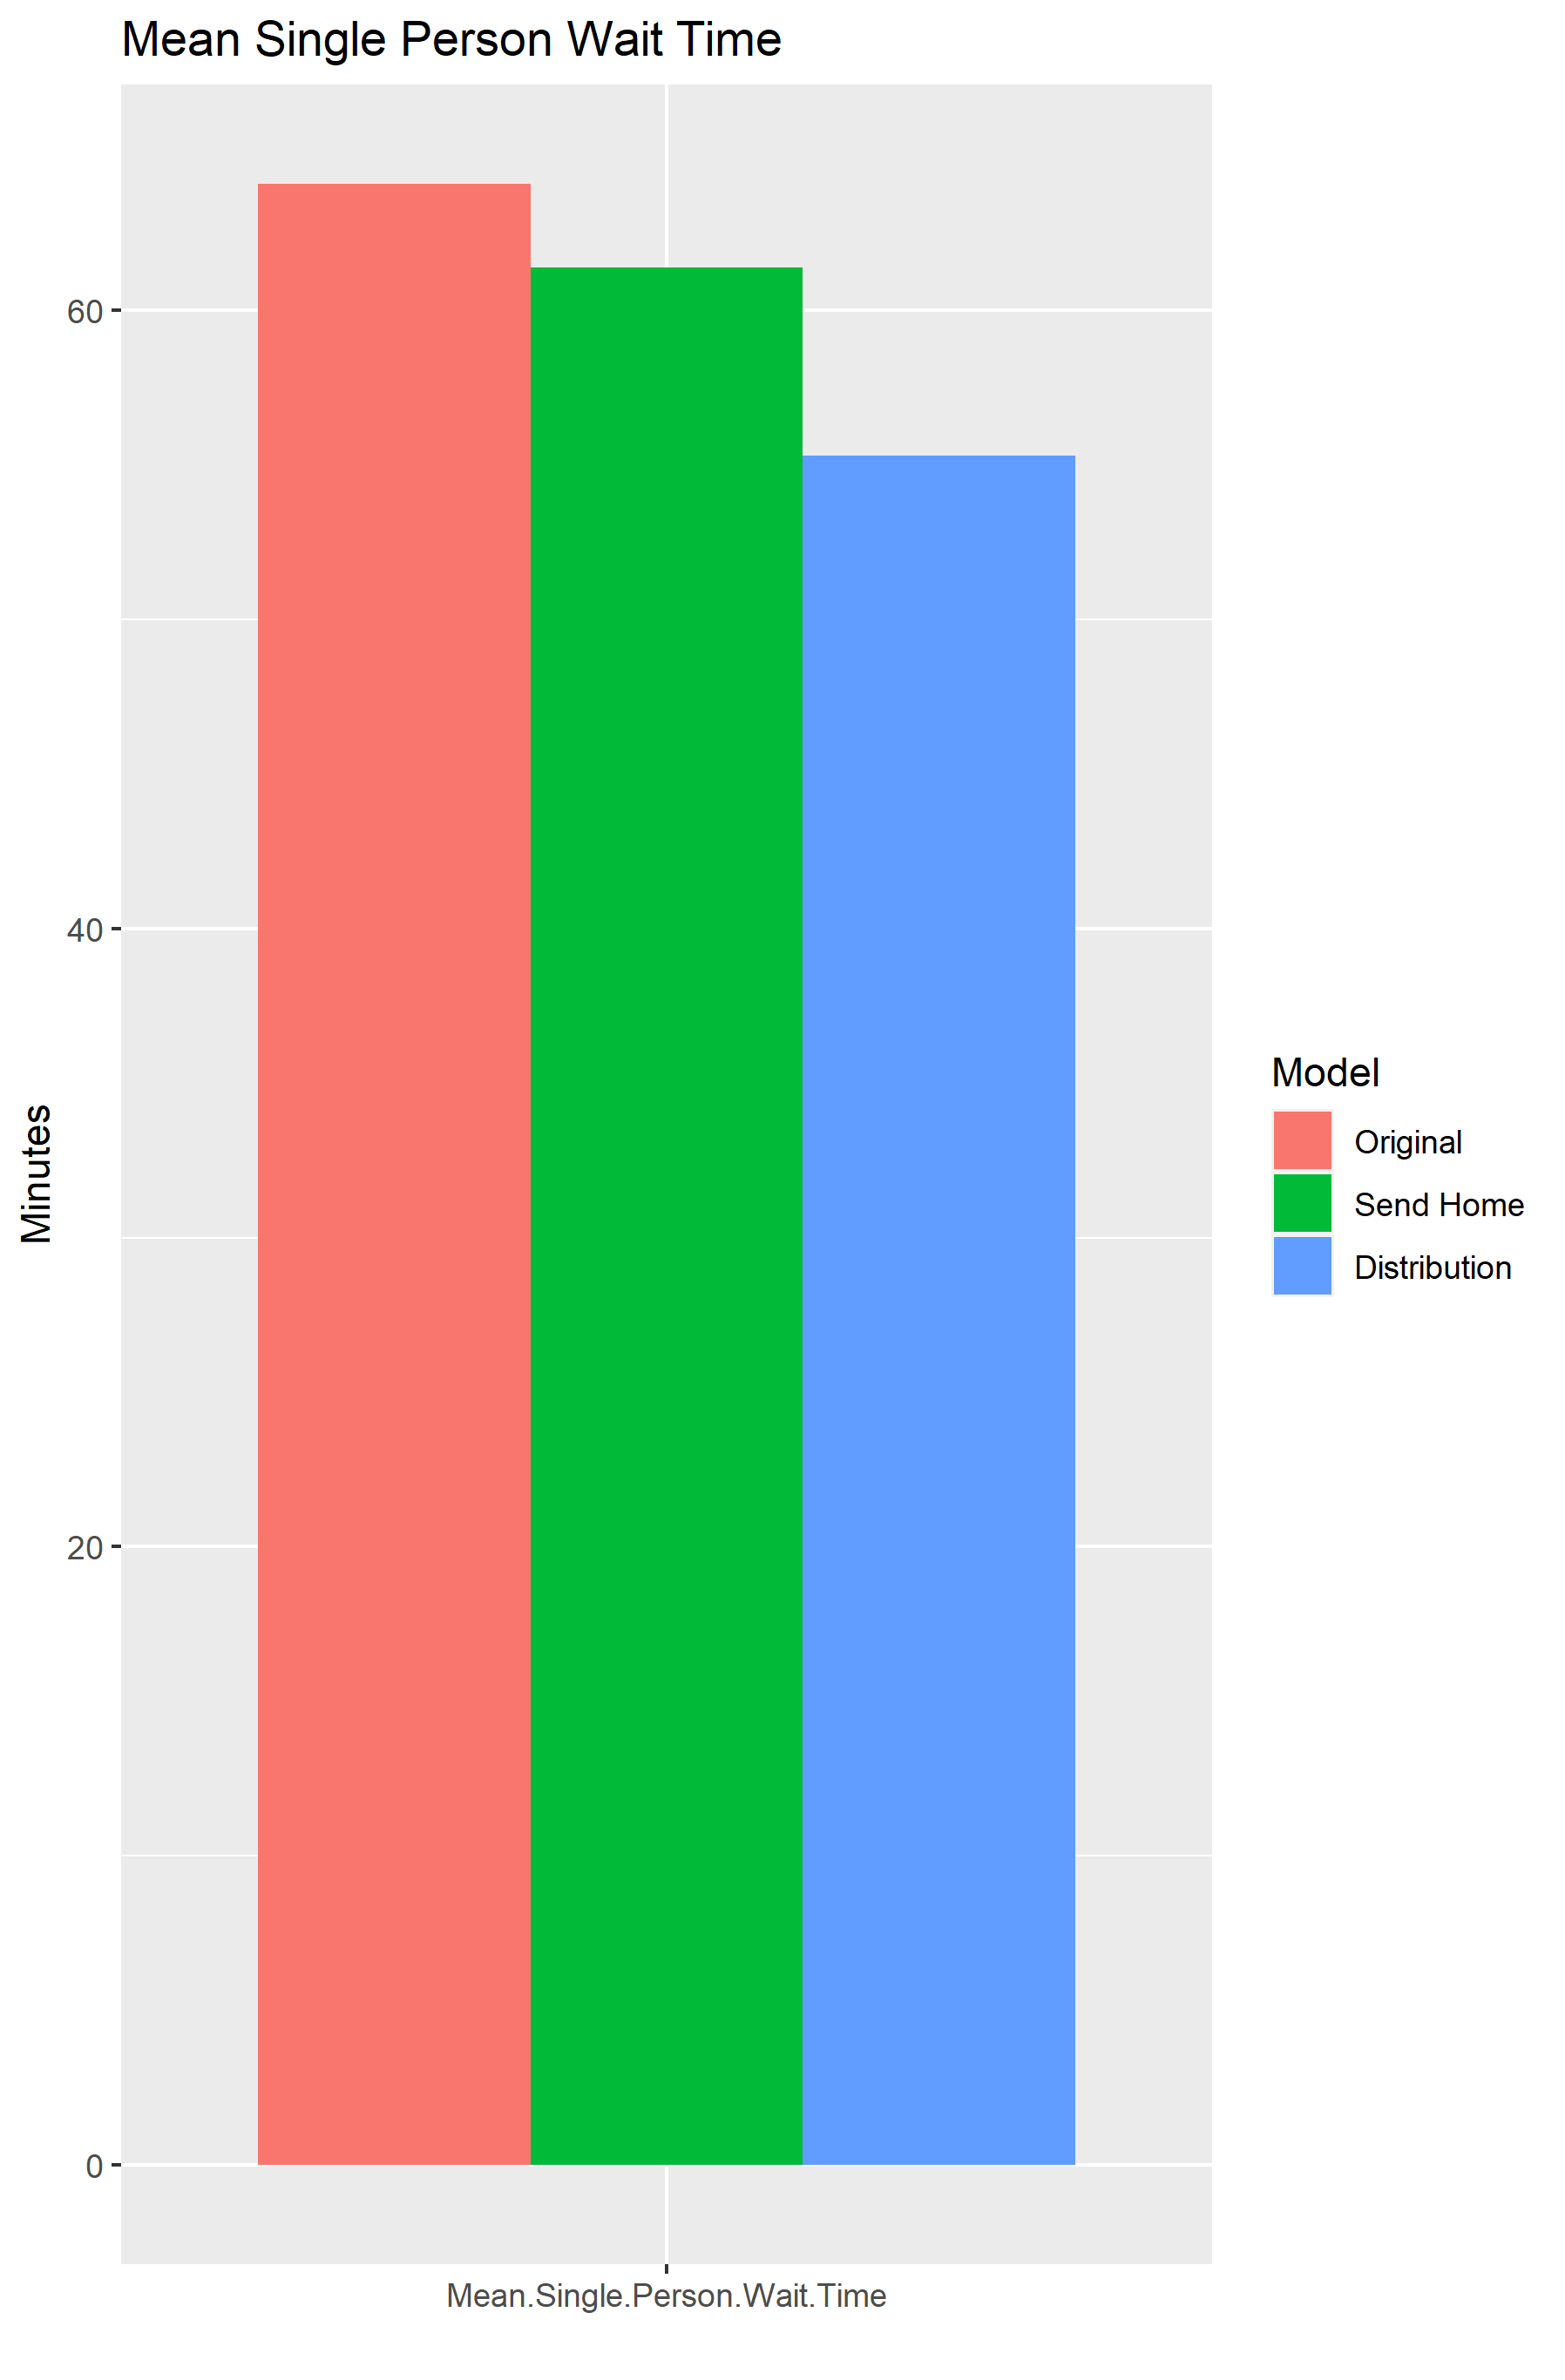 Mean Single Person Wait Time
60
40
20
0
Minutes
Mean.Single.Person.Wait.Time
Model
Original
Send Home
Distribution